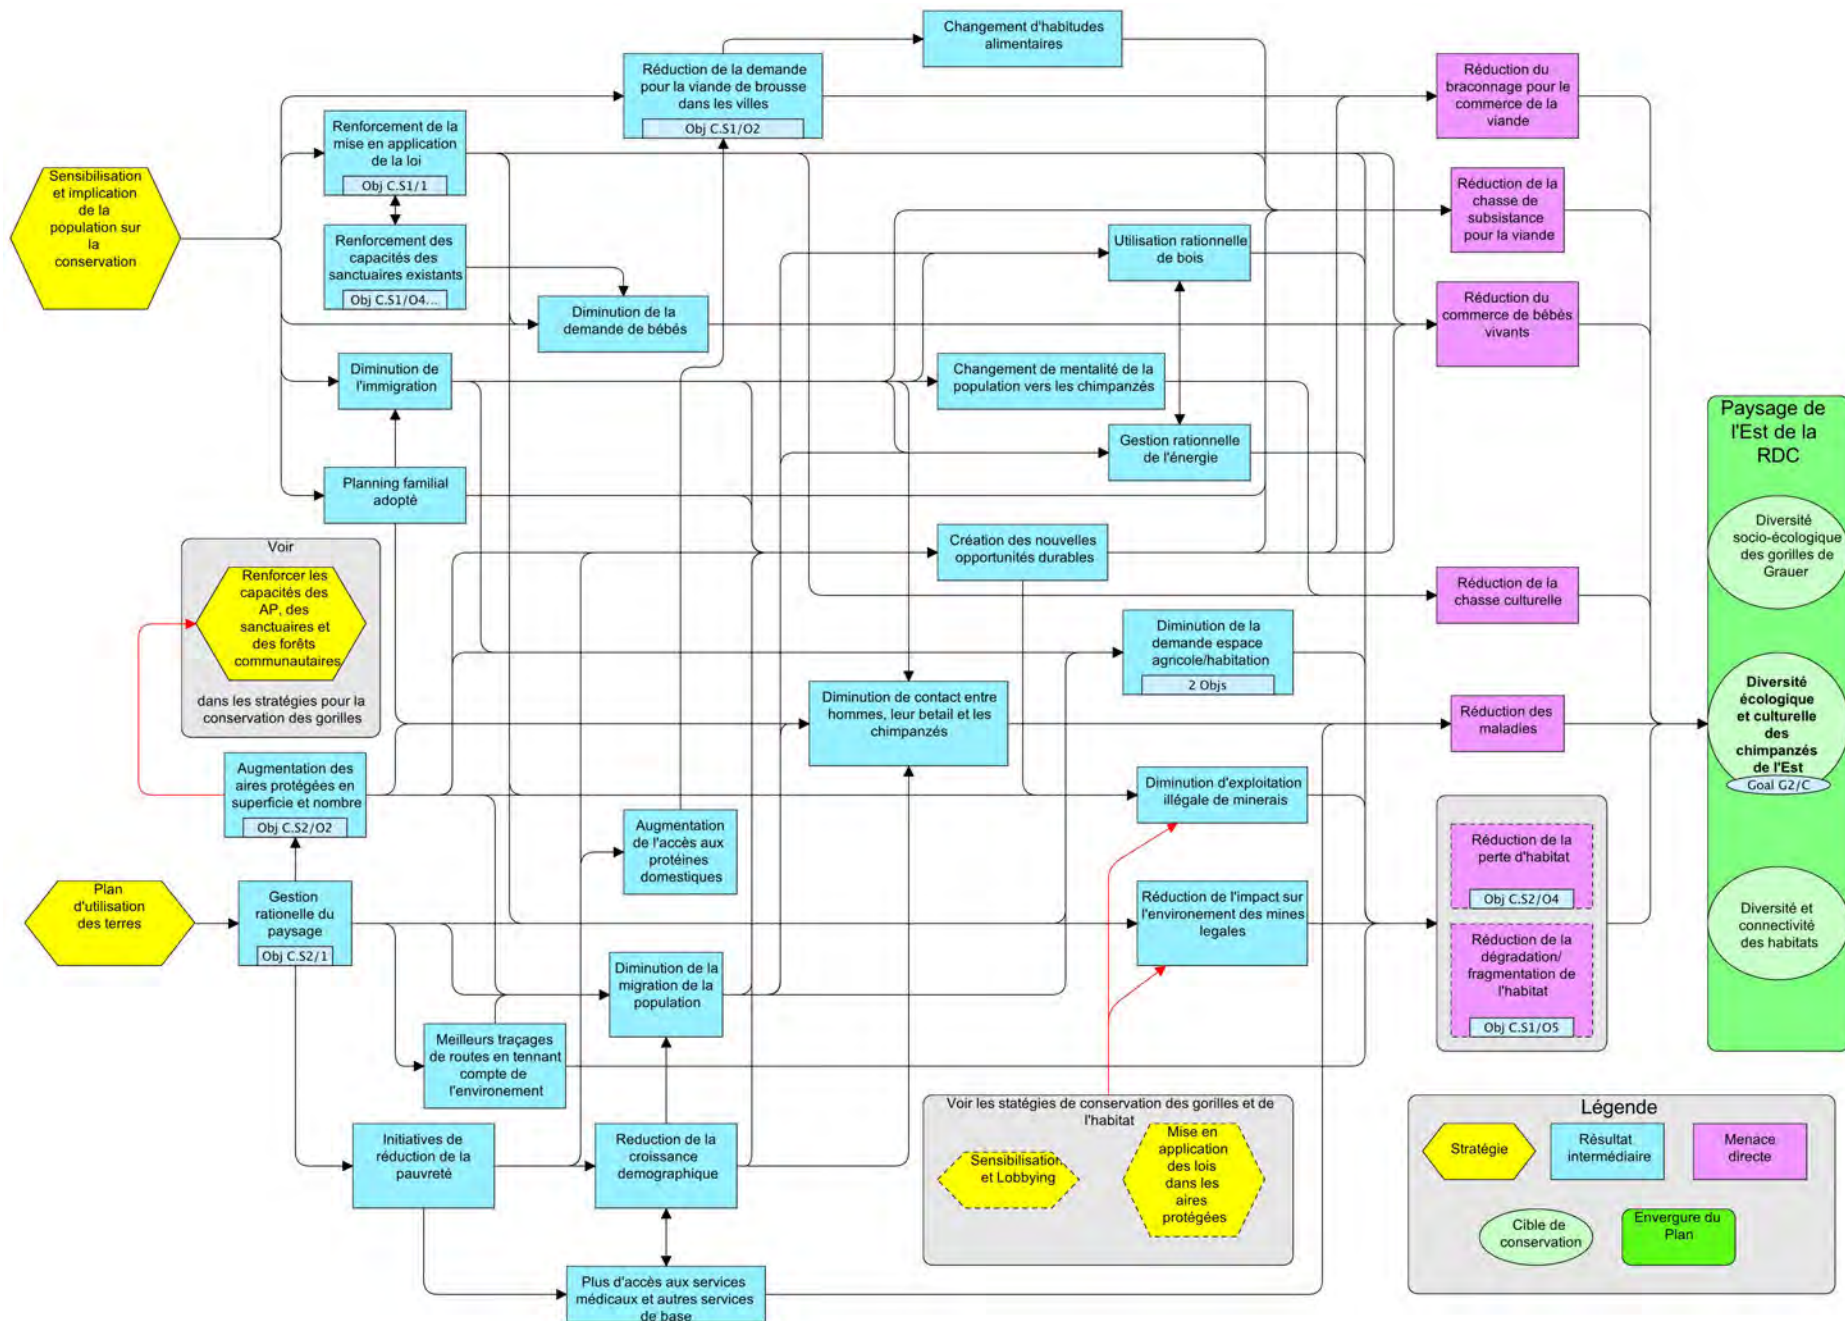 Changement d'habitudes
alimentaires
Réduction de la demande
pour la viande de brousse
dans les villes
Obj C.S1/O2
Réduction du
braconnage pour le
commerce de la
viande
Renforcement de la
mise en application
de la loi
Obj C.S1/1
Sensibilisation
et implication
de la
population sur
la
conservation
Réduction de la
chasse de
subsistance
pour la viande
Renforcement des
capacités des
sanctuaires existants
Obj C.S1/O4...
Utilisation rationnelle
de bois
Diminution de la
demande de bébés
Réduction du
commerce de bébès
vivants
Diminution de
l'immigration
Changement de mentalité de la
population vers les chimpanzés
Gestion rationnelle
de l'énergie
Planning familial
adopté
Paysage de
l'Est de la
RDC
Diversité
socio-écologique
des gorilles de
Grauer
Voir
Renforcer les
capacités des
AP, des
sanctuaires et
des forêts
communautaires
dans les stratégies pour la
conservation des gorilles
Création des nouvelles
opportunités durables
Réduction de la
chasse culturelle
Diminution de la
demande espace
agricole/habitation
2 Objs
Diminution de contact entre
hommes, leur betail et les
chimpanzés
Réduction des
maladies
Diversité
écologique
et culturelle
des
chimpanzés
de l'Est
Goal G2/C
Augmentation des
aires protégées en
superficie et nombre
Obj C.S2/O2
Diminution d'exploitation
illégale de minerais
Augmentation
de l'accès aux
protéines
domestiques
Réduction de la
perte d'habitat
Obj C.S2/O4
Plan
d'utilisation
des terres
Gestion
rationelle du
paysage
Obj C.S2/1
Réduction de l'impact sur
l'environement des mines
legales
Réduction de la
dégradation/
fragmentation de
l'habitat
Obj C.S1/O5
Diversité et
connectivité
des habitats
Diminution de la
migration de la
population
Meilleurs traçages
de routes en tennant
compte de
l'environement
Initiatives de
réduction de la
pauvreté
Reduction de la
croissance
demographique
Voir les statégies de conservation des gorilles et de
l'habitat
Sensibilisation
et Lobbying
Mise en
application
des lois
dans les
aires
protégées
Plus d'accès aux services
médicaux et autres services
de base
Légende
Stratégie
Résultat
intermédiaire
Menace
directe
Cible de
conservation
Envergure du
Plan